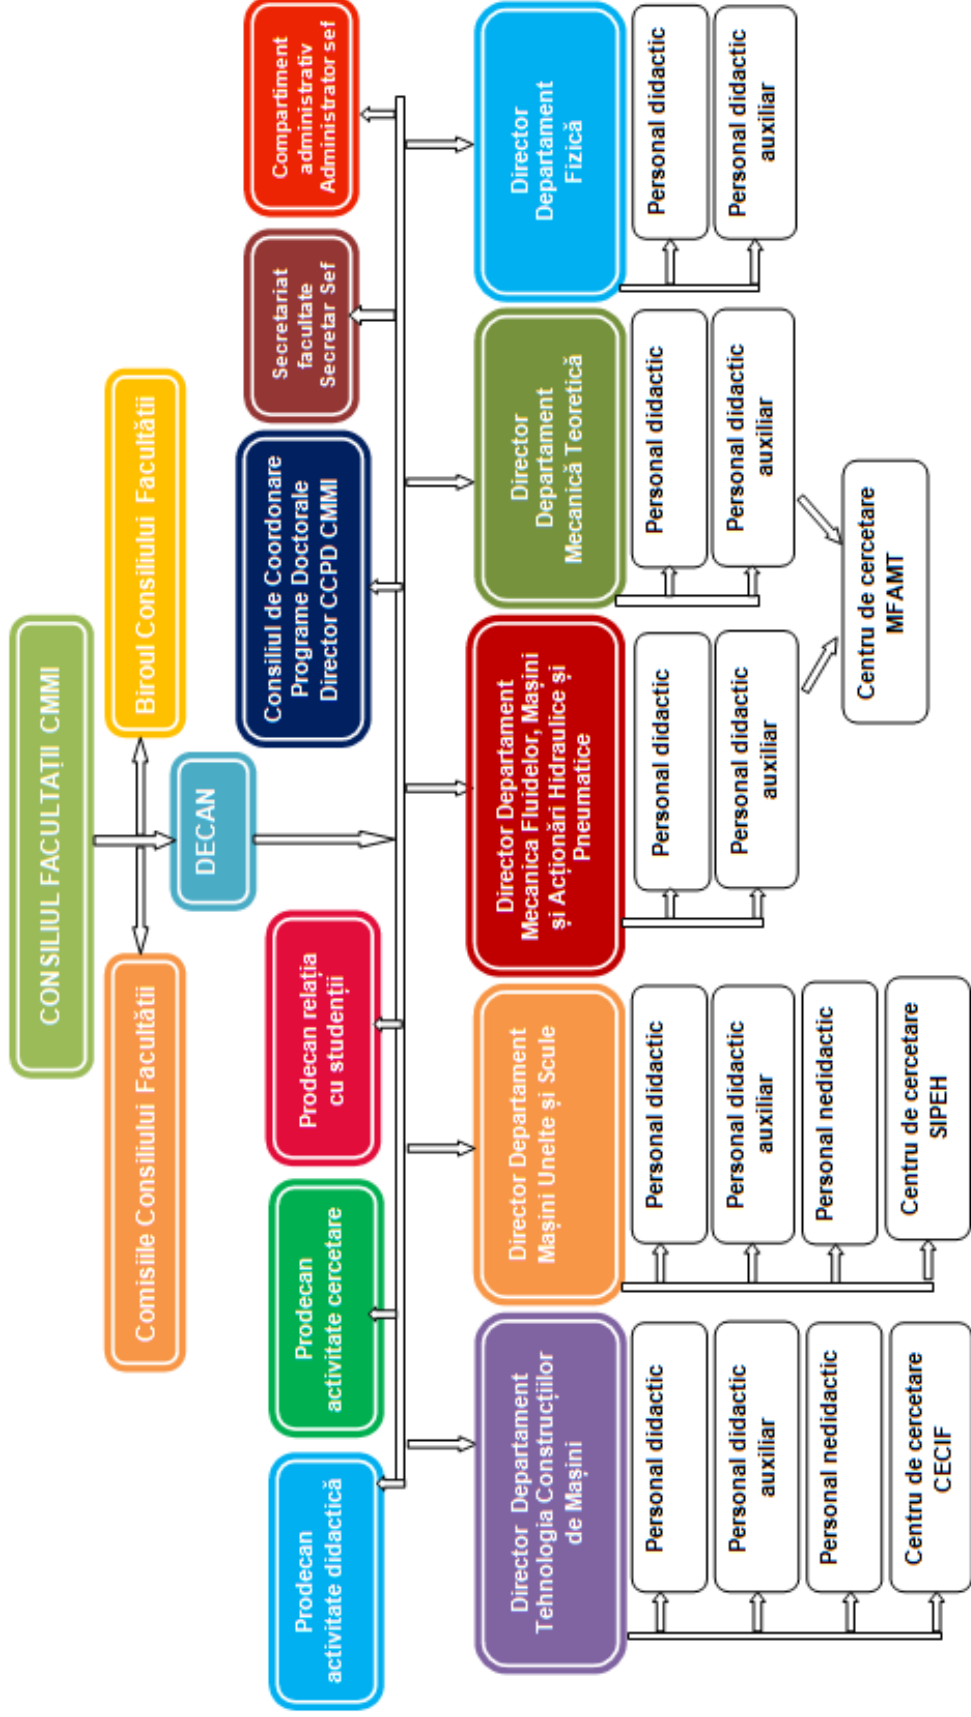 CONSILIUL FACULTAȚII CMMI
Comisiile Consiliului Facultătii
Biroul Consiliului Facultătii
DECAN
Prodecan
activitate didactică
Prodecan
activitate cercetare
Prodecan relația
cu studenții
Consiliul de Coordonare
Programe Doctorale
Director CCPD CMMI
Secretariat
facultate
Secretar Sef
Compartiment
administrativ
Administrator sef
Director Departament
Tehnologia Construcțiilor
de Mașini
Director Departament
Mașini Unelte și Scule
Director Departament
Mecanica Fluidelor, Mașini
și Acționări Hidraulice și
Pneumatice
Director
Departament
Mecanică Teoretică
Director
Departament
Fizică
Personal didactic
Personal didactic
auxiliar
Personal nedidactic
Centru de cercetare
CECIF
Personal didactic
Personal didactic
auxiliar
Personal nedidactic
Centru de cercetare
SIPEH
Personal didactic
Personal didactic
auxiliar
Personal didactic
Personal didactic
auxiliar
Centru de cercetare
MFAMT
Personal didactic
Personal didactic
auxiliar